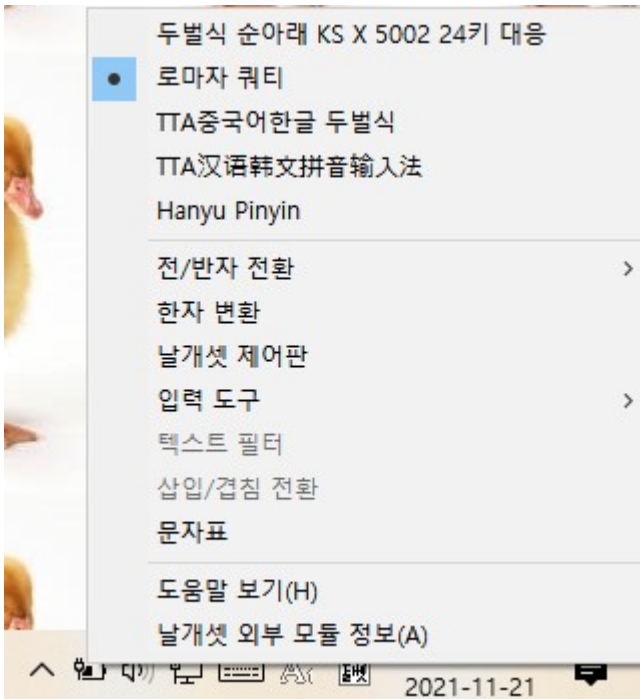 두벌식 순아래 KS X 5002 24키 대응
로마자 쿼티
TTA중국어한글 두벌식
TTA汉语韩文拼音输入法
Hanyu Pinyin
전/반자 전환
한자 변환
날개셋 제어판
입력 도구
텍스트 필터
삽입/겹침 전환
문자표
도움말 보기(H)
날개셋 외부 모듈 정보(A)
2021-11-21